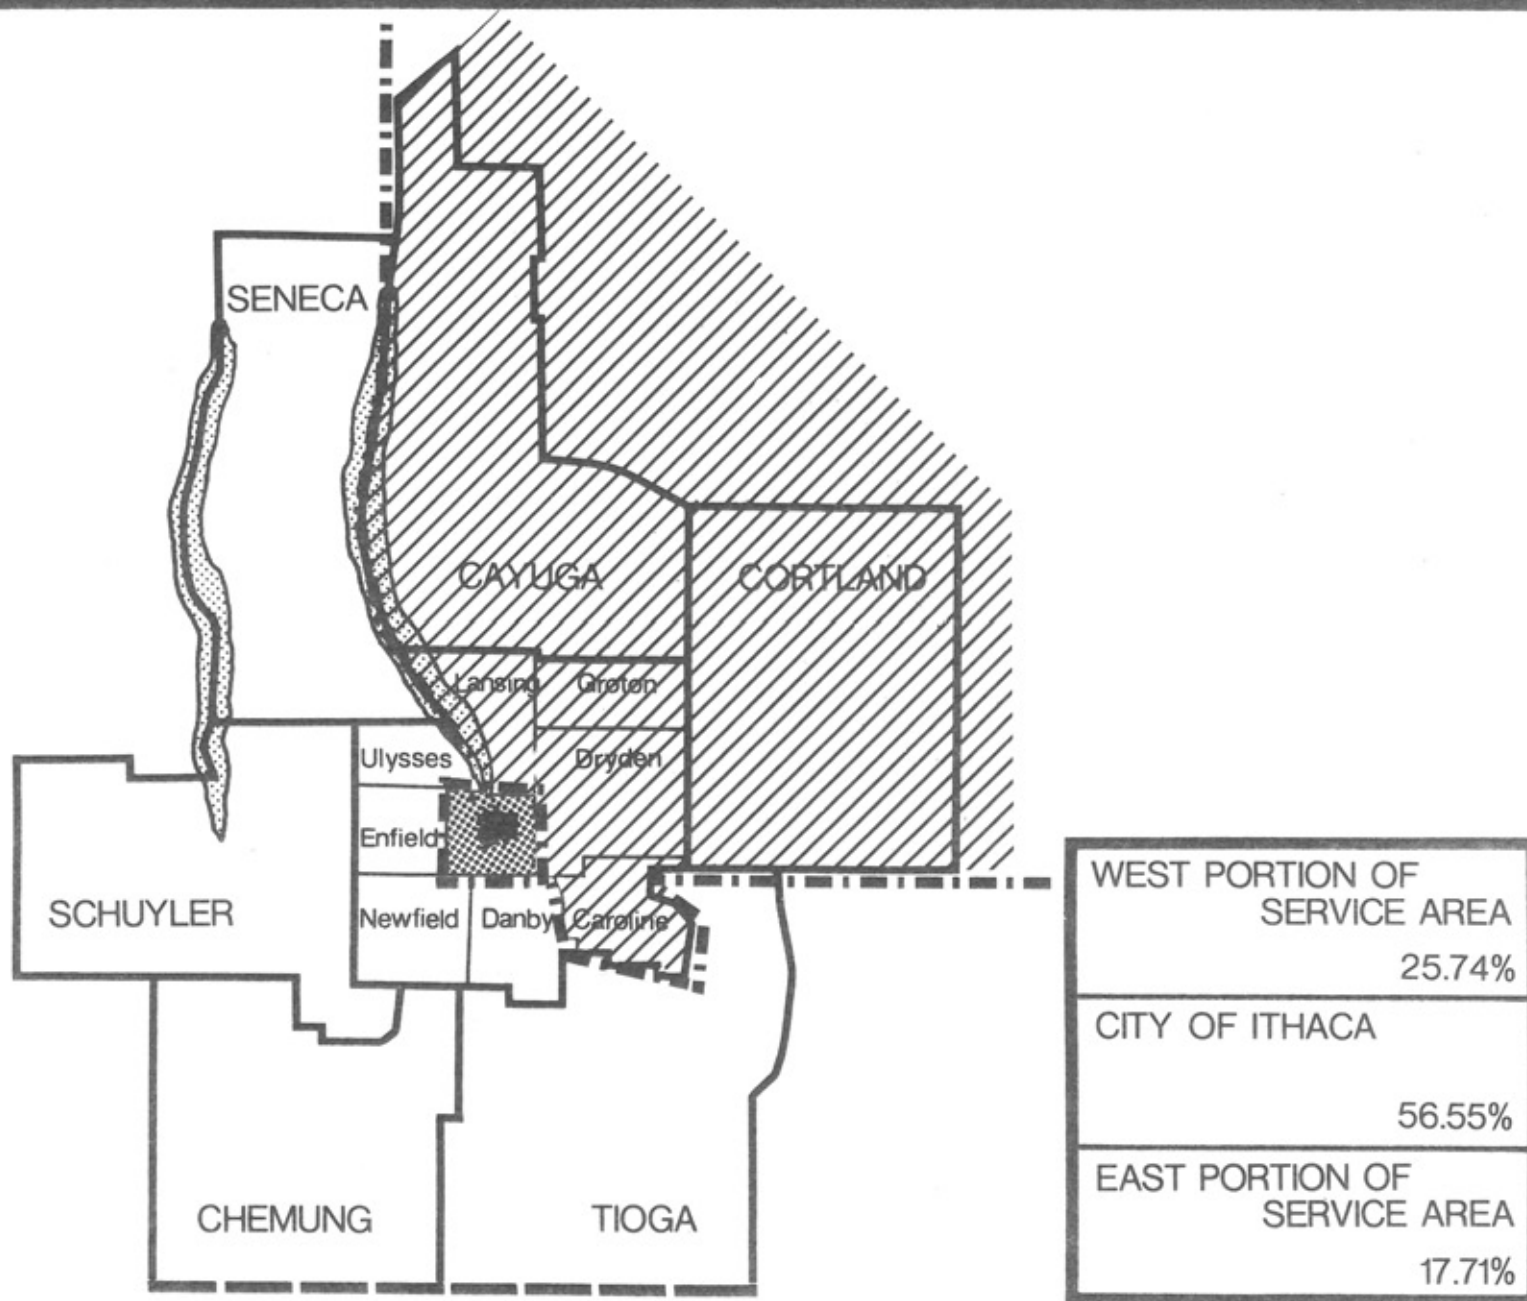 SENECA
CAYUGA
CORTLAND
Lansing
Groton
Ulysses
Dryden
Enfield
SCHUYLER
Newfield
Danby
Caroline
CHEMUNG
TIOGA
WEST PORTION OF
SERVICE AREA
25.74%
CITY OF ITHACA
56.55%
EAST PORTION OF
SERVICE AREA
17.71%